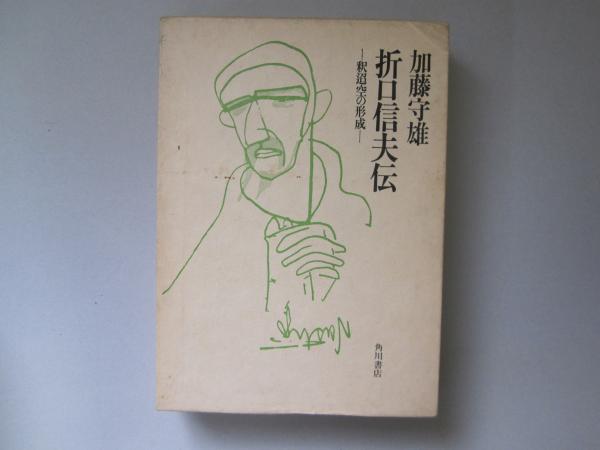 加藤守雄
折口信夫伝
―釈迢空の形成―
角川書店